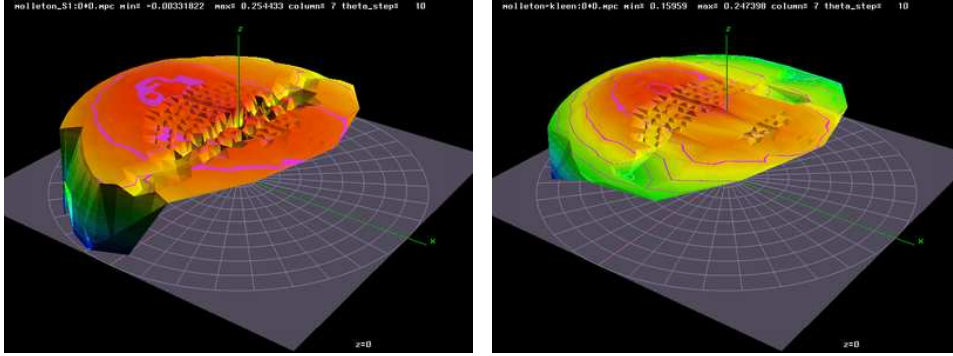 molleton_S1:0*0.mpc min= -0.00331822 max= 0.254433 column= 7 theta_step= 10
z
x
z=0
molleton-kleen:0*0.mpc min= 0.15959 max= 0.247398 column= 7 theta_step= 10
z
x
z=0